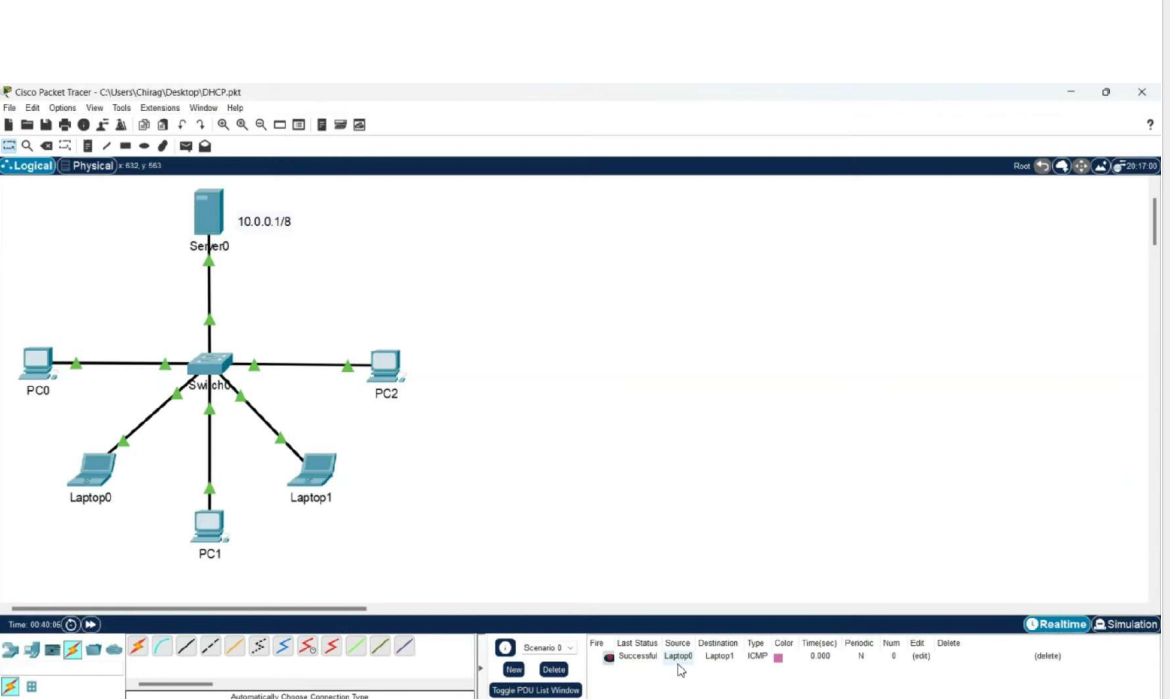 Cisco Packet Tracer - C:\Users\Chirag\Desktop\DHCP.pkt
File Edit Options View Tools Extensions Window Help
?
Logical Physical x: 632, y: 563 Root 20:17:00
10.0.0.1/8
Server0
Switch0
PC0
PC2
Laptop0
Laptop1
PC1
Time: 00:40:06 Realtime Simulation
Scenario 0 Fire Last Status Source Destination Type Color Time(sec) Periodic Num Edit Delete
Successful Laptop0 Laptop1 ICMP 0.000 N 0 (edit) (delete)
New Delete
Toggle PDU List Window
Automatically Choose Connection Type